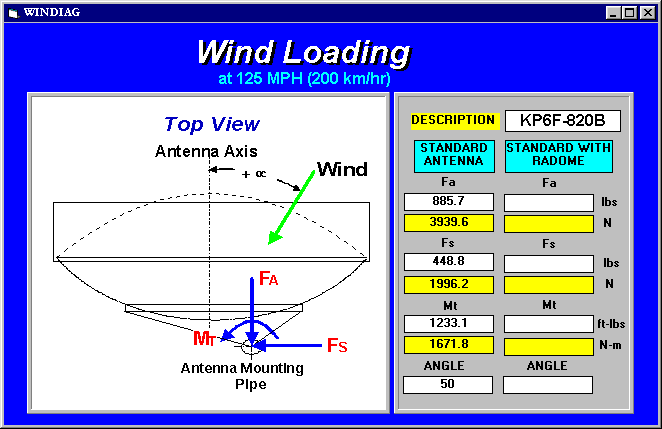 WINDIAG
Wind Loading
at 125 MPH (200 km/hr)
Top View
Antenna Axis
+ ∝
Wind
FA
MT
FS
Antenna Mounting
Pipe
DESCRIPTION KP6F-820B
STANDARD ANTENNA STANDARD WITH RADOME
Fa Fa
885.7 lbs
3939.6 N
Fs Fs
448.8 lbs
1996.2 N
Mt Mt
1233.1 ft-lbs
1671.8 N-m
ANGLE ANGLE
50